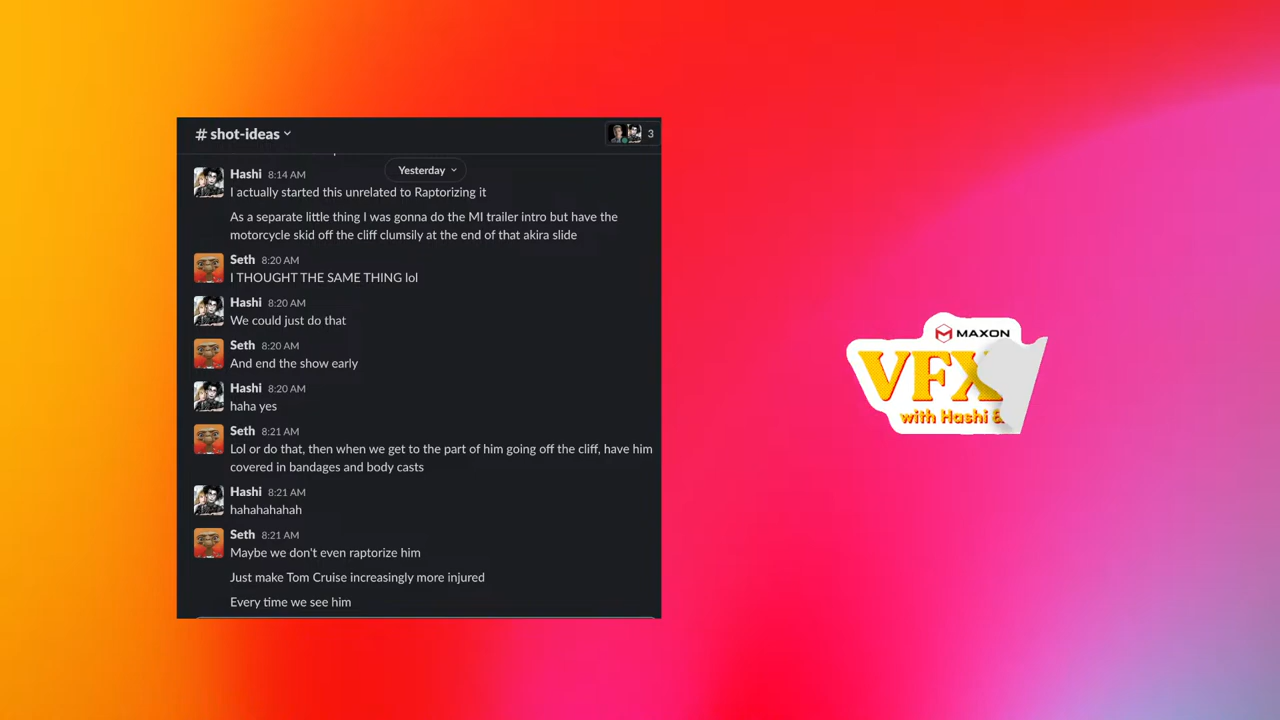 # shot-ideas
3
Yesterday
Hashi 8:14 AM
I actually started this unrelated to Raptorizing it
As a separate little thing I was gonna do the MI trailer intro but have the
motorcycle skid off the cliff clumsily at the end of that akira slide
Seth 8:20 AM
I THOUGHT THE SAME THING lol
Hashi 8:20 AM
We could just do that
Seth 8:20 AM
And end the show early
Hashi 8:20 AM
haha yes
Seth 8:21 AM
Lol or do that, then when we get to the part of him going off the cliff, have him
covered in bandages and body casts
Hashi 8:21 AM
hahahahahah
Seth 8:21 AM
Maybe we don't even raptorize him
Just make Tom Cruise increasingly more injured
Every time we see him
MAXON
VFX
with Hashi &